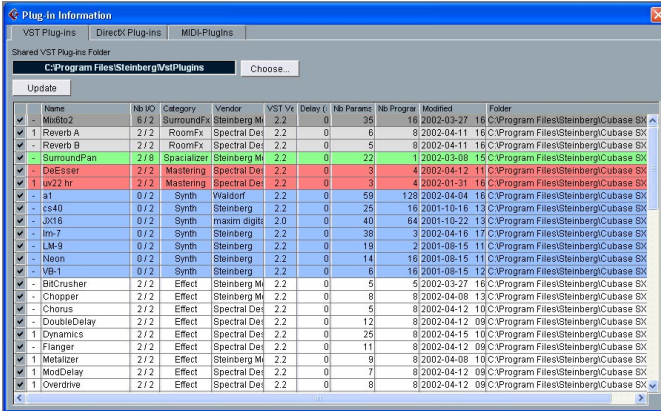 Plug-in Information
VST Plug-ins DirectX Plug-ins MIDI-PlugIns
Shared VST Plug-ins Folder
C:\Program Files\Steinberg\VstPlugins Choose...
Update
Name Nb I/O Category Vendor VST Ve Delay (s Nb Params Nb Prograr Modified Folder
- Mix6to2 6 / 2 SurroundFx Steinberg Me 2.2 0 35 16 2002-03-27 16 C:\Program Files\Steinberg\Cubase SX
1 Reverb A 2 / 2 RoomFx Spectral Des 2.2 0 6 8 2002-04-11 16 C:\Program Files\Steinberg\Cubase SX
- Reverb B 2 / 2 RoomFx Spectral Des 2.2 0 5 8 2002-04-11 16 C:\Program Files\Steinberg\Cubase SX
- SurroundPan 2 / 8 Spacializer Steinberg Me 2.2 0 22 1 2002-03-08 15 C:\Program Files\Steinberg\Cubase SX
- DeEsser 2 / 2 Mastering Spectral Des 2.2 0 3 4 2002-04-12 11 C:\Program Files\Steinberg\Cubase SX
1 uv22 hr 2 / 2 Mastering Spectral Des 2.2 0 3 4 2002-01-31 16 C:\Program Files\Steinberg\Cubase SX
- a1 0 / 2 Synth Waldorf 2.2 0 59 128 2002-04-04 16 C:\Program Files\Steinberg\Cubase SX
- cs40 0 / 2 Synth Steinberg 2.2 0 25 16 2001-10-16 13 C:\Program Files\Steinberg\Cubase SX
- JX16 0 / 2 Synth maxim digita 2.0 0 40 64 2001-10-22 13 C:\Program Files\Steinberg\Cubase SX
- lm-7 0 / 2 Synth Steinberg 2.2 0 38 3 2002-04-16 17 C:\Program Files\Steinberg\Cubase SX
- LM-9 0 / 2 Synth Steinberg 2.2 0 19 2 2001-08-15 11 C:\Program Files\Steinberg\Cubase SX
- Neon 0 / 2 Synth Steinberg 2.2 0 14 16 2001-08-15 11 C:\Program Files\Steinberg\Cubase SX
- VB-1 0 / 2 Synth Steinberg 2.2 0 6 16 2001-08-15 12 C:\Program Files\Steinberg\Cubase SX
- BitCrusher 2 / 2 Effect Steinberg Me 2.2 0 5 5 2002-03-27 16 C:\Program Files\Steinberg\Cubase SX
- Chopper 2 / 2 Effect Steinberg Me 2.2 0 8 8 2002-04-08 13 C:\Program Files\Steinberg\Cubase SX
- Chorus 2 / 2 Effect Spectral Des 2.2 0 5 8 2002-04-12 10 C:\Program Files\Steinberg\Cubase SX
- DoubleDelay 2 / 2 Effect Spectral Des 2.2 0 12 8 2002-04-12 09 C:\Program Files\Steinberg\Cubase SX
1 Dynamics 2 / 2 Effect Spectral Des 2.2 0 25 8 2002-04-15 10 C:\Program Files\Steinberg\Cubase SX
- Flanger 2 / 2 Effect Spectral Des 2.2 0 11 8 2002-04-12 09 C:\Program Files\Steinberg\Cubase SX
1 Metalizer 2 / 2 Effect Steinberg Me 2.2 0 9 8 2002-04-08 10 C:\Program Files\Steinberg\Cubase SX
1 ModDelay 2 / 2 Effect Spectral Des 2.2 0 7 8 2002-04-12 09 C:\Program Files\Steinberg\Cubase SX
1 Overdrive 2 / 2 Effect Spectral Des 2.2 0 8 8 2002-04-12 09 C:\Program Files\Steinberg\Cubase SX